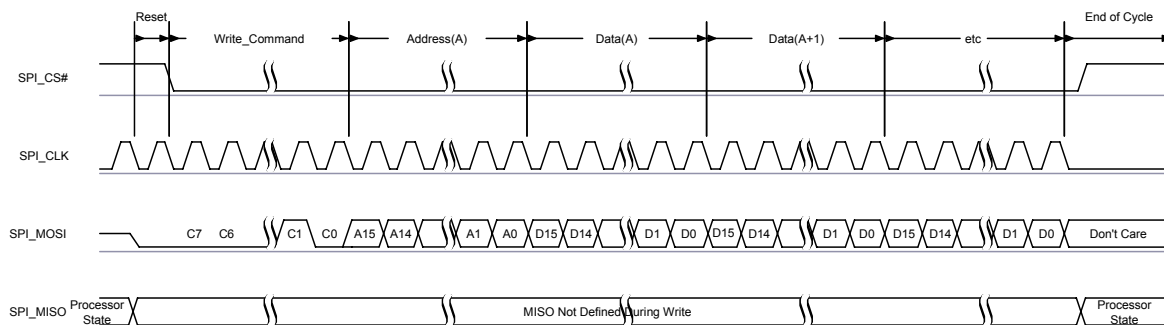 Reset
End of Cycle
Write_Command Address(A) Data(A) Data(A+1) etc
SPI_CS#
SPI_CLK
SPI_MOSI C7 C6 C1 C0 A15 A14 A1 A0 D15 D14 D1 D0 D15 D14 D1 D0 D15 D14 D1 D0 Don't Care
SPI_MISO Processor State MISO Not Defined During Write Processor State